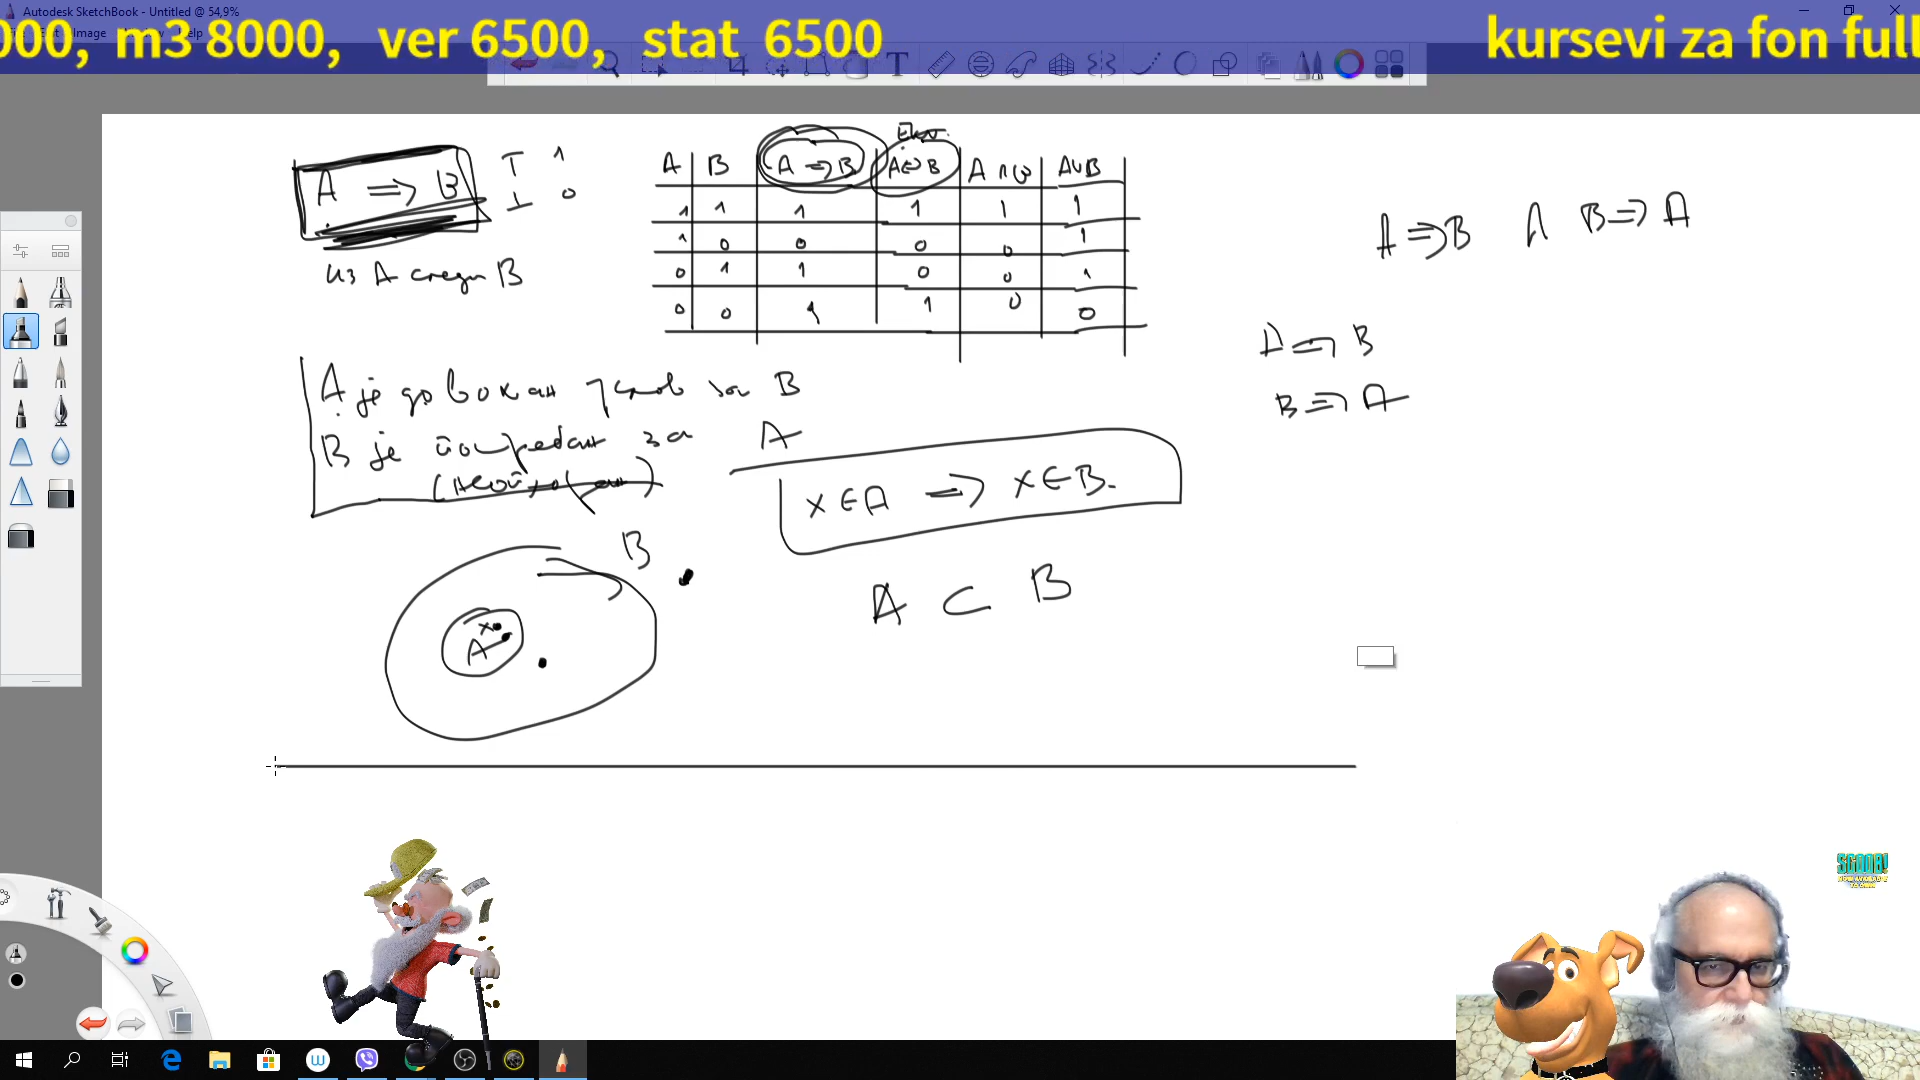 Autodesk SketchBook - Untitled @ 54,9%
000, m3 8000, ver 6500, stat 6500
kursevi za fon full
Image
A ⇒ B
T 1
⊥ 0
из A следи B
A B A ⇒ B A ⇔ B A ∧ B A ∨ B
1 1 1 1 1 1
1 0 0 0 0 1
0 1 1 0 0 1
0 0 1 1 0 0
A ⇒ B ∧ B ⇒ A
A ⇒ B
B ⇒ A
A је довољан услов за B
B је потребан за A
x ∈ A ⇒ x ∈ B.
B
x
A
A ⊂ B
SCOOB!